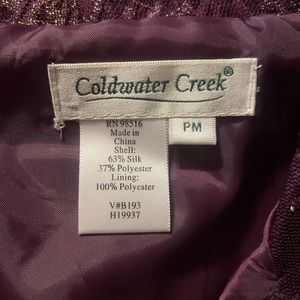 Coldwater Creek®
PM
RN 98516
Made in
China
Shell:
63% Silk
37% Polyester
Lining:
100% Polyester
V#B193
H19937